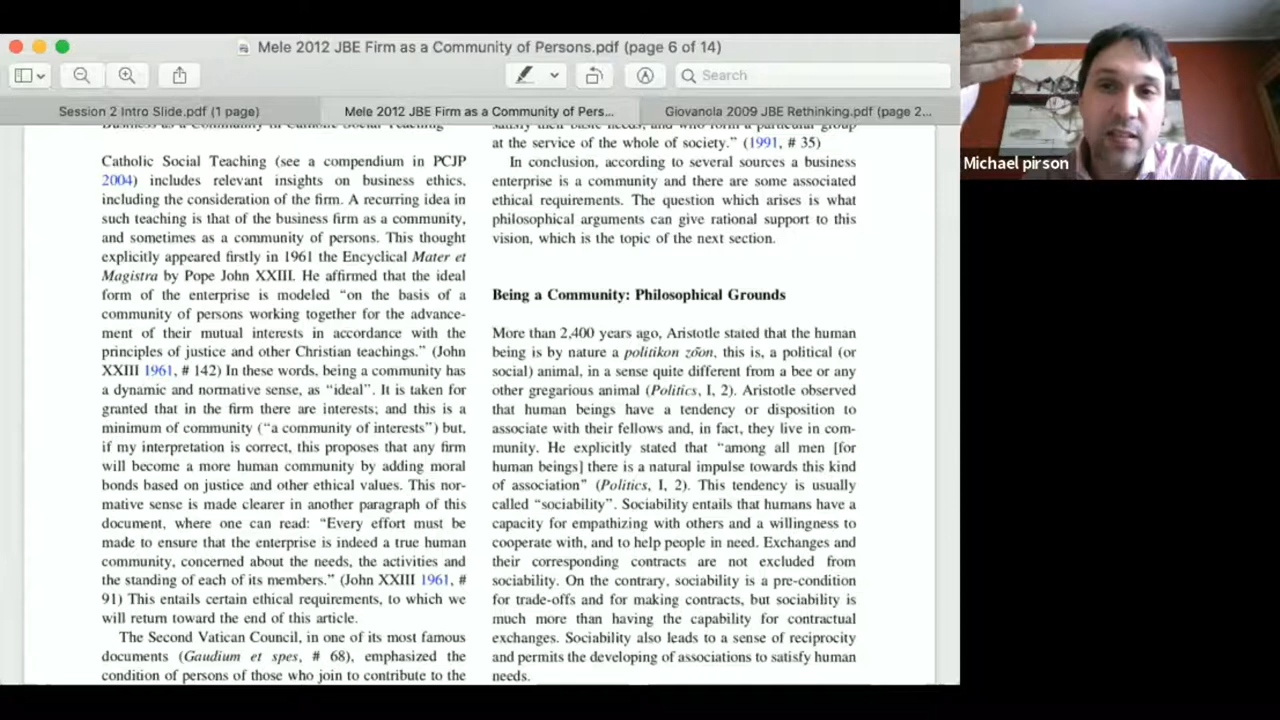 Mele 2012 JBE Firm as a Community of Persons.pdf (page 6 of 14)
Search
Session 2 Intro Slide.pdf (1 page)
Mele 2012 JBE Firm as a Community of Pers...
Giovanola 2009 JBE Rethinking.pdf (page 2...
Michael pirson
Business as a Community in Catholic Social Teaching
Catholic Social Teaching (see a compendium in PCJP
2004) includes relevant insights on business ethics,
including the consideration of the firm. A recurring idea in
such teaching is that of the business firm as a community,
and sometimes as a community of persons. This thought
explicitly appeared firstly in 1961 the Encyclical Mater et
Magistra by Pope John XXIII. He affirmed that the ideal
form of the enterprise is modeled “on the basis of a
community of persons working together for the advance-
ment of their mutual interests in accordance with the
principles of justice and other Christian teachings.” (John
XXIII 1961, # 142) In these words, being a community has
a dynamic and normative sense, as “ideal”. It is taken for
granted that in the firm there are interests; and this is a
minimum of community (“a community of interests”) but,
if my interpretation is correct, this proposes that any firm
will become a more human community by adding moral
bonds based on justice and other ethical values. This nor-
mative sense is made clearer in another paragraph of this
document, where one can read: “Every effort must be
made to ensure that the enterprise is indeed a true human
community, concerned about the needs, the activities and
the standing of each of its members.” (John XXIII 1961, #
91) This entails certain ethical requirements, to which we
will return toward the end of this article.
The Second Vatican Council, in one of its most famous
documents (Gaudium et spes, # 68), emphasized the
condition of persons of those who join to contribute to the
satisfy their basic needs, and who form a particular group
at the service of the whole of society.” (1991, # 35)
In conclusion, according to several sources a business
enterprise is a community and there are some associated
ethical requirements. The question which arises is what
philosophical arguments can give rational support to this
vision, which is the topic of the next section.
Being a Community: Philosophical Grounds
More than 2,400 years ago, Aristotle stated that the human
being is by nature a politikon zōon, this is, a political (or
social) animal, in a sense quite different from a bee or any
other gregarious animal (Politics, I, 2). Aristotle observed
that human beings have a tendency or disposition to
associate with their fellows and, in fact, they live in com-
munity. He explicitly stated that “among all men [for
human beings] there is a natural impulse towards this kind
of association” (Politics, I, 2). This tendency is usually
called “sociability”. Sociability entails that humans have a
capacity for empathizing with others and a willingness to
cooperate with, and to help people in need. Exchanges and
their corresponding contracts are not excluded from
sociability. On the contrary, sociability is a pre-condition
for trade-offs and for making contracts, but sociability is
much more than having the capability for contractual
exchanges. Sociability also leads to a sense of reciprocity
and permits the developing of associations to satisfy human
needs.